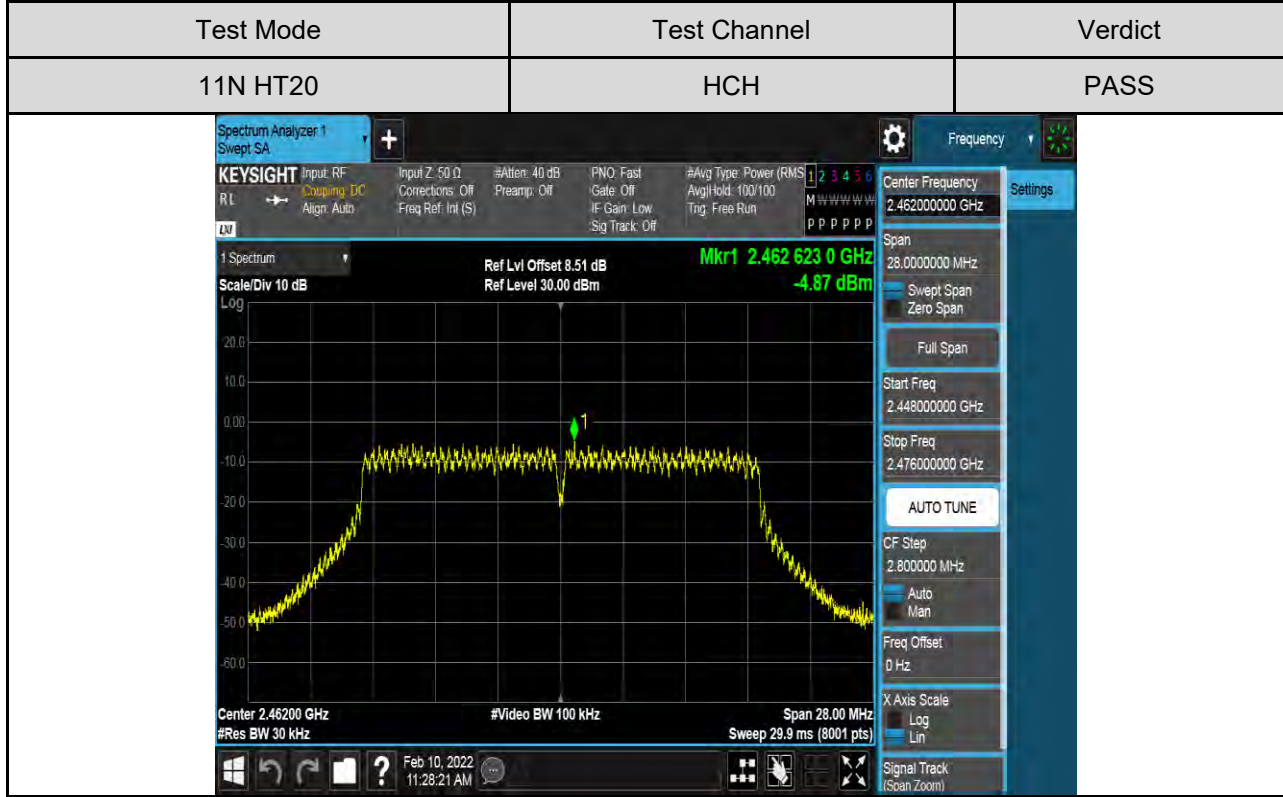 Test Mode Test Channel Verdict
11N HT20 HCH PASS
Spectrum Analyzer 1
Swept SA
+
Frequency
KEYSIGHT
RL
LXI
Input: RF
Coupling: DC
Align: Auto
Input Z: 50 Ω
Corrections: Off
Freq Ref: Int (S)
#Atten: 40 dB
Preamp: Off
PNO: Fast
Gate: Off
IF Gain: Low
Sig Track: Off
#Avg Type: Power (RMS
Avg|Hold: 100/100
Trig: Free Run
1 2 3 4 5 6
M W W W W W
P P P P P P
1 Spectrum
Scale/Div 10 dB
Ref Lvl Offset 8.51 dB
Ref Level 30.00 dBm
Mkr1 2.462 623 0 GHz
-4.87 dBm
Log
20.0
10.0
0.00
-10.0
-20.0
-30.0
-40.0
-50.0
-60.0
1
Center 2.46200 GHz
#Res BW 30 kHz
#Video BW 100 kHz
Span 28.00 MHz
Sweep 29.9 ms (8001 pts)
?
Feb 10, 2022
11:28:21 AM
Center Frequency
2.462000000 GHz
Settings
Span
28.0000000 MHz
Swept Span
Zero Span
Full Span
Start Freq
2.448000000 GHz
Stop Freq
2.476000000 GHz
AUTO TUNE
CF Step
2.800000 MHz
Auto
Man
Freq Offset
0 Hz
X Axis Scale
Log
Lin
Signal Track
(Span Zoom)